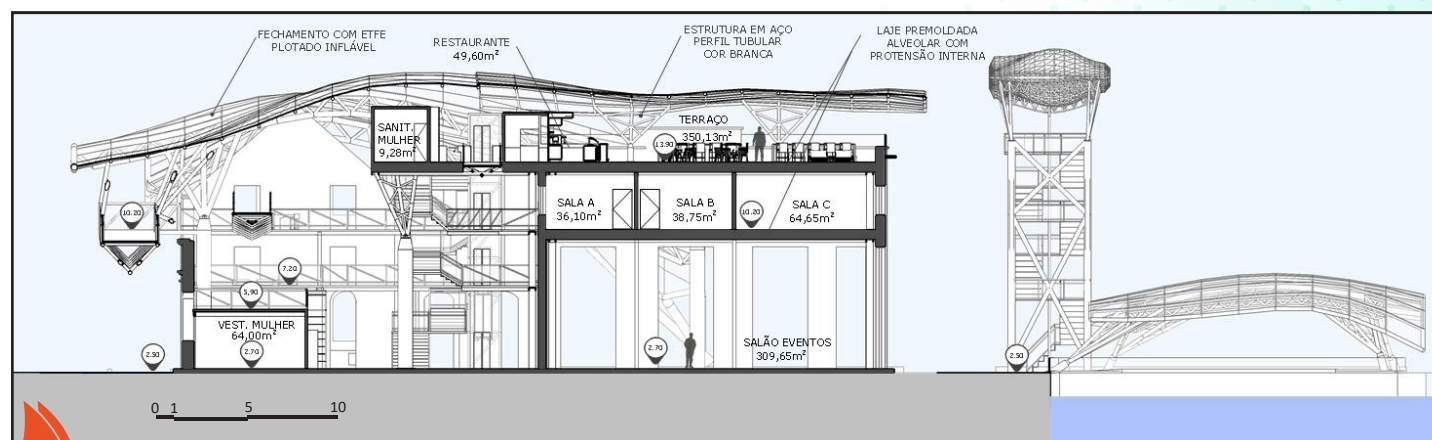 FECHAMENTO COM ETFE
PLOTADO INFLÁVEL
RESTAURANTE
49,60m²
ESTRUTURA EM AÇO
PERFIL TUBULAR
COR BRANCA
LAJE PREMOLDADA
ALVEOLAR COM
PROTENSÃO INTERNA
SANIT.
MULHER
9,28m²
TERRAÇO
350,13m²
13.90
SALA A
36,10m²
SALA B
38,75m²
10.20
SALA C
64,65m²
10.20
7.20
5,90
VEST. MULHER
64,00m²
2.70
2.50
2.70
SALÃO EVENTOS
309,65m²
2.50
0 1 5 10